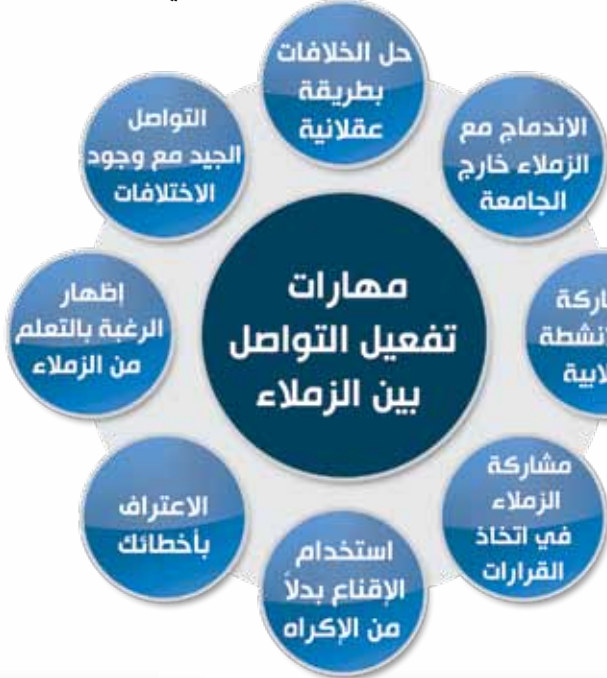 مهارات
تفعيل التواصل
بين الزملاء
حل الخلافات
بطريقة
عقلانية
الاندماج مع
الزملاء خارج
الجامعة
مشاركة
الزملاء
في اتخاذ
القرارات
استخدام
الإقناع بدلاً
من الإكراه
الاعتراف
بأخطائك
إظهار
الرغبة بالتعلم
من الزملاء
التواصل
الجيد مع وجود
الاختلافات